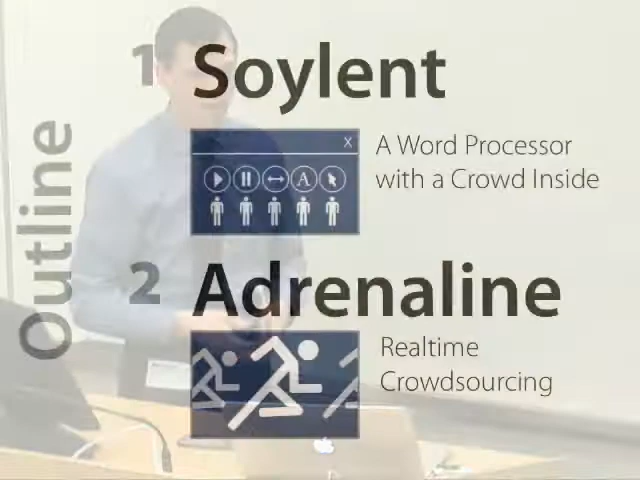 Outline
1 Soylent
X
A
A Word Processor
with a Crowd Inside
2 Adrenaline
Realtime
Crowdsourcing